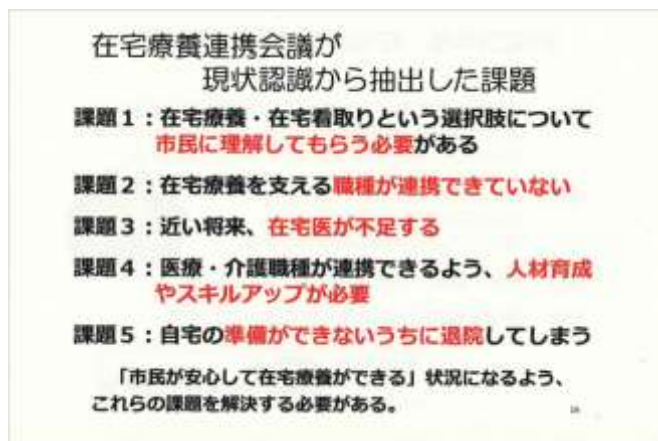 在宅療養連携会議が
現状認識から抽出した課題
課題1：在宅療養・在宅看取りという選択肢について
市民に理解してもらう必要がある
課題2：在宅療養を支える職種が連携できていない
課題3：近い将来、在宅医が不足する
課題4：医療・介護職種が連携できるよう、人材育成
やスキルアップが必要
課題5：自宅の準備ができないうちに退院してしまう
「市民が安心して在宅療養ができる」状況になるよう、
これらの課題を解決する必要がある。